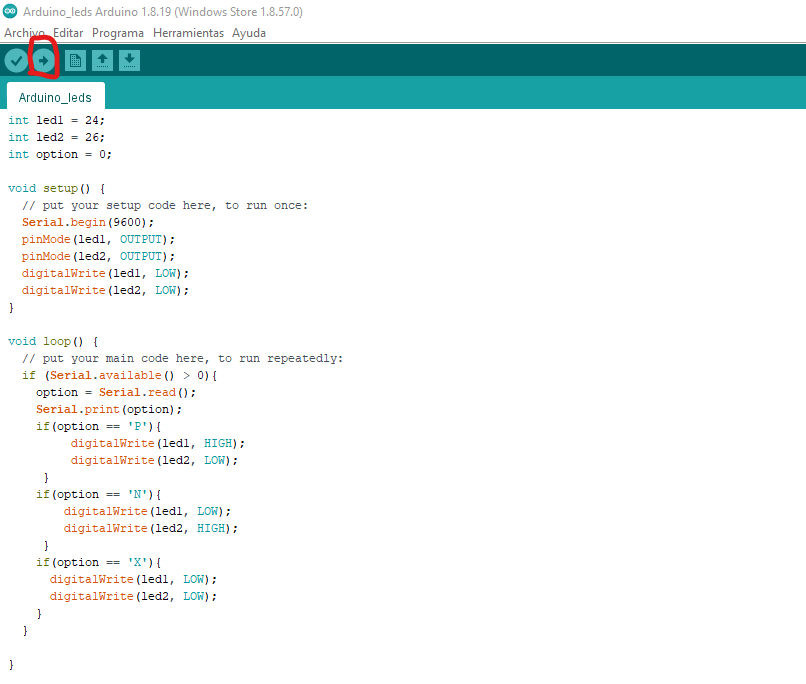 Arduino_leds Arduino 1.8.19 (Windows Store 1.8.57.0)
Archivo Editar Programa Herramientas Ayuda
Arduino_leds
int led1 = 24;
int led2 = 26;
int option = 0;
void setup() {
// put your setup code here, to run once:
Serial.begin(9600);
pinMode(led1, OUTPUT);
pinMode(led2, OUTPUT);
digitalWrite(led1, LOW);
digitalWrite(led2, LOW);
}
void loop() {
// put your main code here, to run repeatedly:
if (Serial.available() > 0){
option = Serial.read();
Serial.print(option);
if(option == 'P'){
digitalWrite(led1, HIGH);
digitalWrite(led2, LOW);
}
if(option == 'N'){
digitalWrite(led1, LOW);
digitalWrite(led2, HIGH);
}
if(option == 'X'){
digitalWrite(led1, LOW);
digitalWrite(led2, LOW);
}
}
}